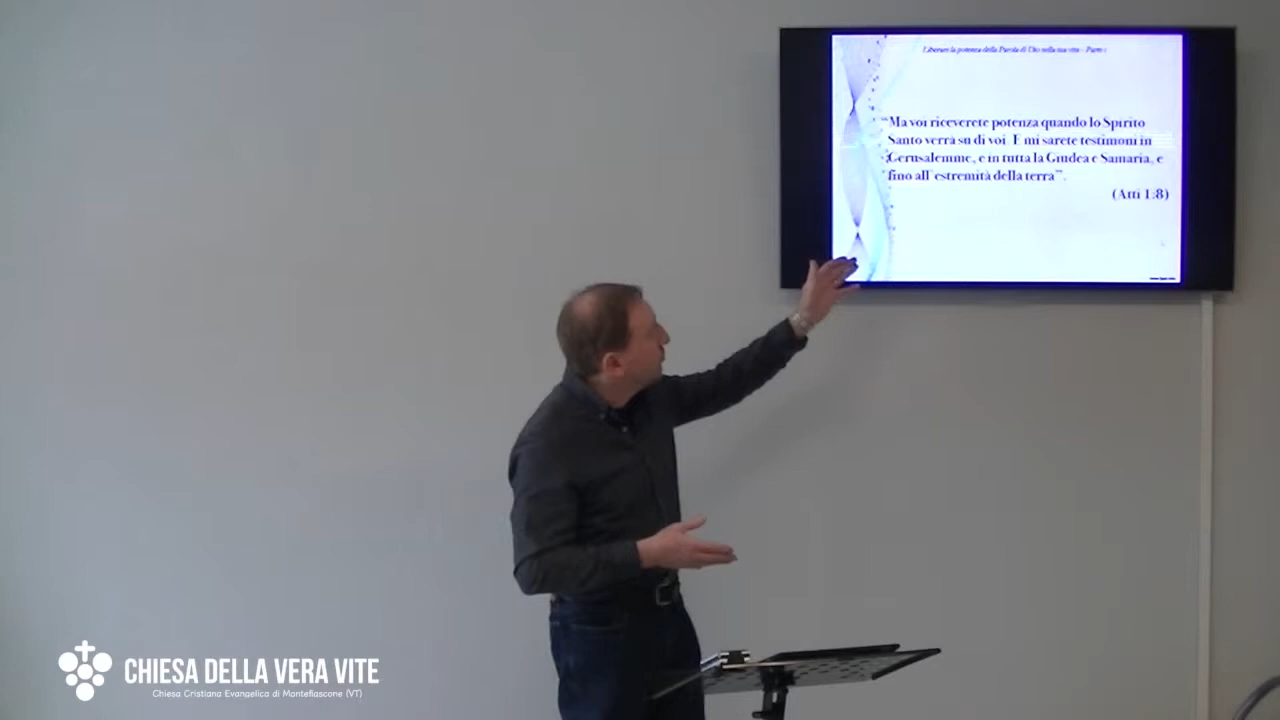 Liberare la potenza della Parola di Dio nella tua vita - Parte 1
"Ma voi riceverete potenza quando lo Spirito
Santo verrà su di voi. E mi sarete testimoni in
Gerusalemme, e in tutta la Giudea e Samaria, e
fino all'estremità della terra".
(Atti 1:8)
CHIESA DELLA VERA VITE
Chiesa Cristiana Evangelica di Montefiascone (VT)